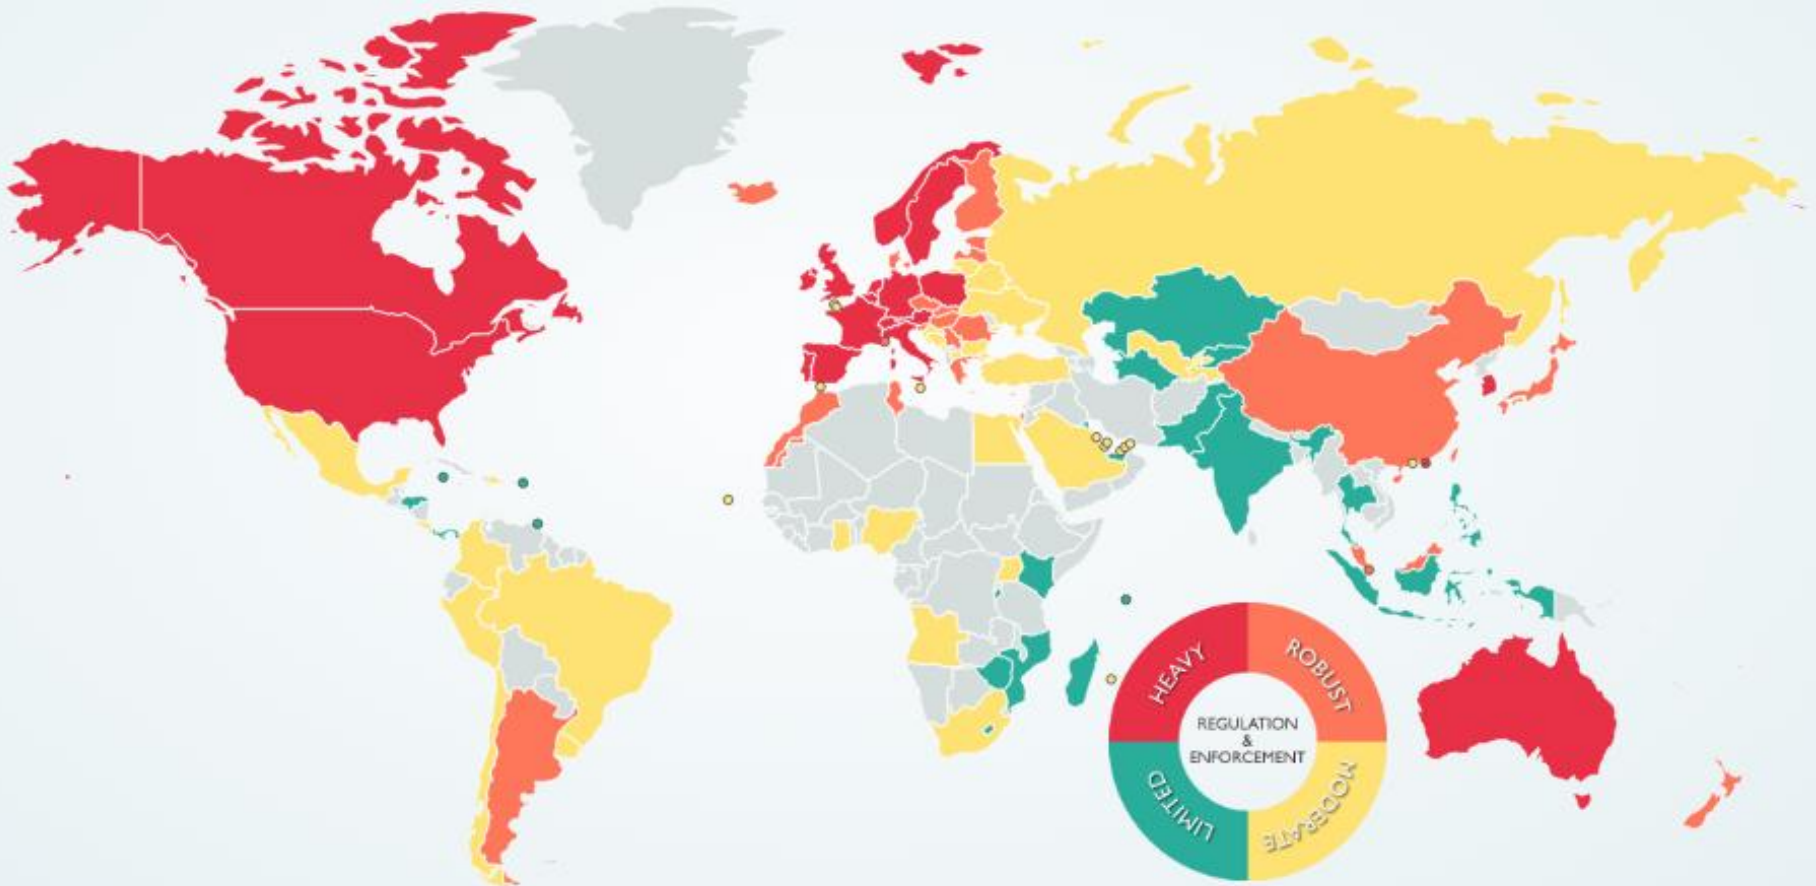 HEAVY
ROBUST
REGULATION
&
ENFORCEMENT
LIMITED
MODERATE